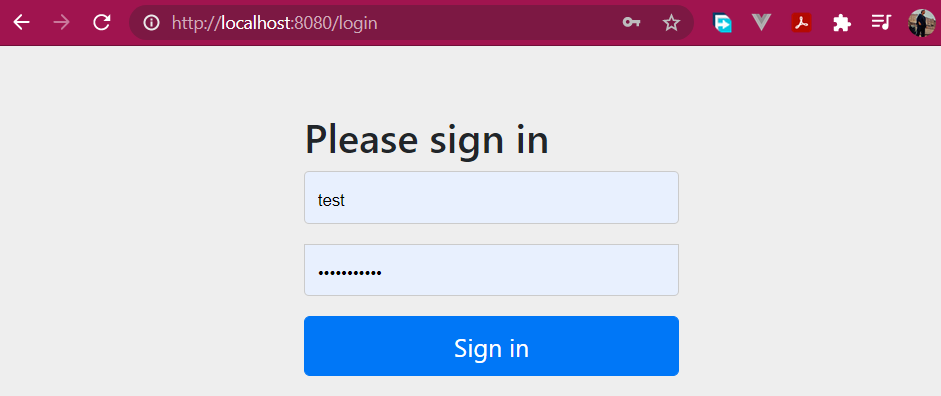 http://localhost:8080/login
Please sign in
test
•••••••••••
Sign in